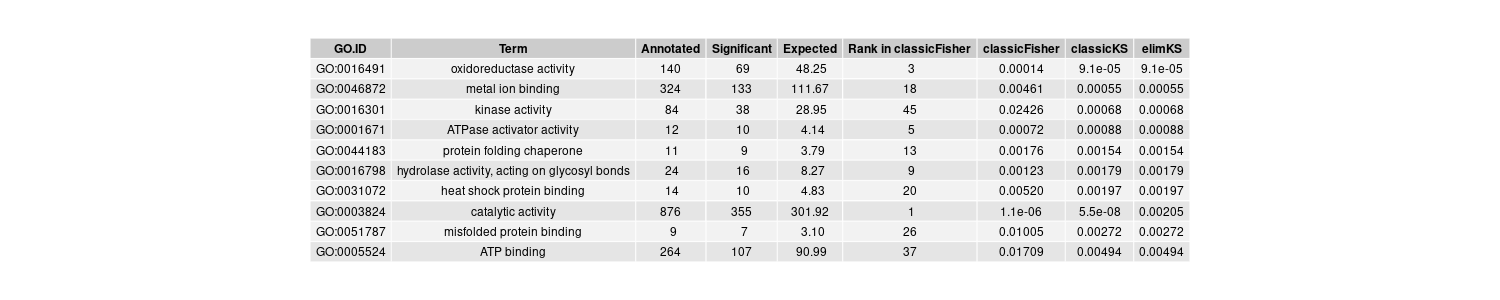 GO.ID Term Annotated Significant Expected Rank in classicFisher classicFisher classicKS elimKS
GO:0016491 oxidoreductase activity 140 69 48.25 3 0.00014 9.1e-05 9.1e-05
GO:0046872 metal ion binding 324 133 111.67 18 0.00461 0.00055 0.00055
GO:0016301 kinase activity 84 38 28.95 45 0.02426 0.00068 0.00068
GO:0001671 ATPase activator activity 12 10 4.14 5 0.00072 0.00088 0.00088
GO:0044183 protein folding chaperone 11 9 3.79 13 0.00176 0.00154 0.00154
GO:0016798 hydrolase activity, acting on glycosyl bonds 24 16 8.27 9 0.00123 0.00179 0.00179
GO:0031072 heat shock protein binding 14 10 4.83 20 0.00520 0.00197 0.00197
GO:0003824 catalytic activity 876 355 301.92 1 1.1e-06 5.5e-08 0.00205
GO:0051787 misfolded protein binding 9 7 3.10 26 0.01005 0.00272 0.00272
GO:0005524 ATP binding 264 107 90.99 37 0.01709 0.00494 0.00494